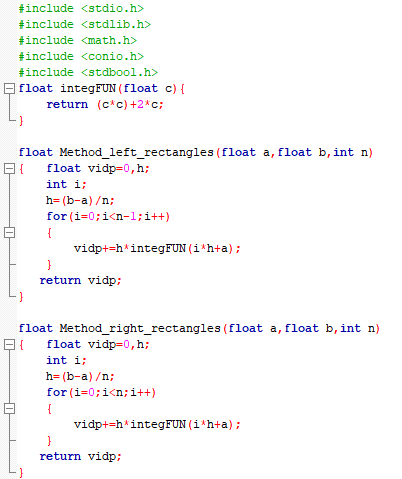 #include <stdio.h>
#include <stdlib.h>
#include <math.h>
#include <conio.h>
#include <stdbool.h>
float integFUN(float c){
return (c*c)+2*c;
}
float Method_left_rectangles(float a,float b,int n)
{ float vidp=0,h;
int i;
h=(b-a)/n;
for(i=0;i<n-1;i++)
{
vidp+=h*integFUN(i*h+a);
}
return vidp;
}
float Method_right_rectangles(float a,float b,int n)
{ float vidp=0,h;
int i;
h=(b-a)/n;
for(i=0;i<n;i++)
{
vidp+=h*integFUN(i*h+a);
}
return vidp;
}